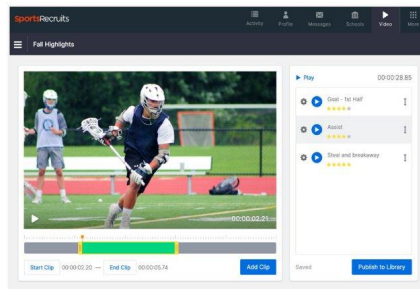 SportsRecruits
Activity
Profile
Messages
Schools
Video
More
Fall Highlights
00:00:02.21
Start Clip 00:00:02.20 — End Clip 00:00:05.74
Add Clip
Play 00:00:28.85
Goal - 1st Half
Assist
Steal and breakaway
Saved
Publish to Library